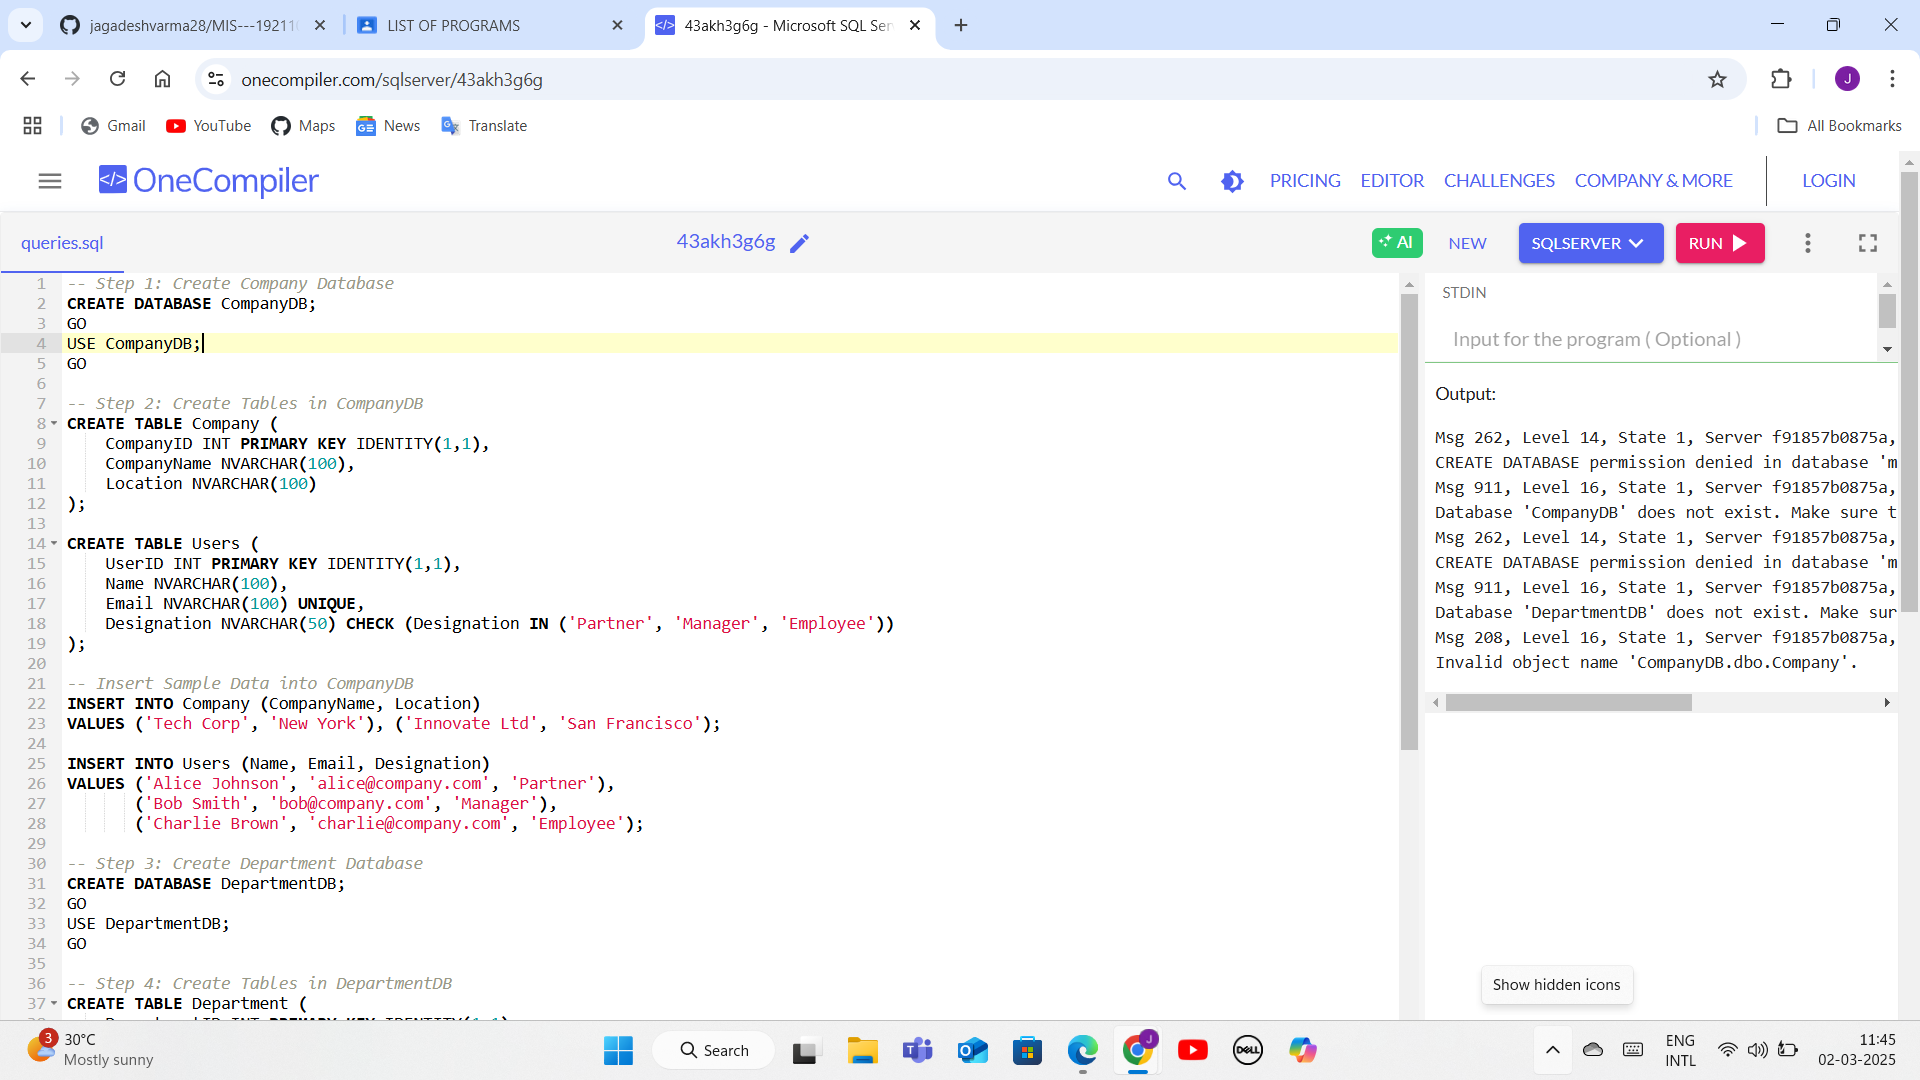 jagadeshvarma28/MIS---19211
LIST OF PROGRAMS
43akh3g6g - Microsoft SQL Ser
onecompiler.com/sqlserver/43akh3g6g
J
Gmail
YouTube
Maps
News
Translate
All Bookmarks
</> OneCompiler
PRICING
EDITOR
CHALLENGES
COMPANY & MORE
LOGIN
queries.sql
43akh3g6g
AI
NEW
SQLSERVER
RUN
1 -- Step 1: Create Company Database
2 CREATE DATABASE CompanyDB;
3 GO
4 USE CompanyDB;
5 GO
6
7 -- Step 2: Create Tables in CompanyDB
8 CREATE TABLE Company (
9 CompanyID INT PRIMARY KEY IDENTITY(1,1),
10 CompanyName NVARCHAR(100),
11 Location NVARCHAR(100)
12 );
13
14 CREATE TABLE Users (
15 UserID INT PRIMARY KEY IDENTITY(1,1),
16 Name NVARCHAR(100),
17 Email NVARCHAR(100) UNIQUE,
18 Designation NVARCHAR(50) CHECK (Designation IN ('Partner', 'Manager', 'Employee'))
19 );
20
21 -- Insert Sample Data into CompanyDB
22 INSERT INTO Company (CompanyName, Location)
23 VALUES ('Tech Corp', 'New York'), ('Innovate Ltd', 'San Francisco');
24
25 INSERT INTO Users (Name, Email, Designation)
26 VALUES ('Alice Johnson', 'alice@company.com', 'Partner'),
27 ('Bob Smith', 'bob@company.com', 'Manager'),
28 ('Charlie Brown', 'charlie@company.com', 'Employee');
29
30 -- Step 3: Create Department Database
31 CREATE DATABASE DepartmentDB;
32 GO
33 USE DepartmentDB;
34 GO
35
36 -- Step 4: Create Tables in DepartmentDB
37 CREATE TABLE Department (
STDIN
Input for the program ( Optional )
Output:
Msg 262, Level 14, State 1, Server f91857b0875a,
CREATE DATABASE permission denied in database 'm
Msg 911, Level 16, State 1, Server f91857b0875a,
Database 'CompanyDB' does not exist. Make sure t
Msg 262, Level 14, State 1, Server f91857b0875a,
CREATE DATABASE permission denied in database 'm
Msg 911, Level 16, State 1, Server f91857b0875a,
Database 'DepartmentDB' does not exist. Make sur
Msg 208, Level 16, State 1, Server f91857b0875a,
Invalid object name 'CompanyDB.dbo.Company'.
Show hidden icons
3
30°C
Mostly sunny
Search
J
DELL
ENG
INTL
11:45
02-03-2025